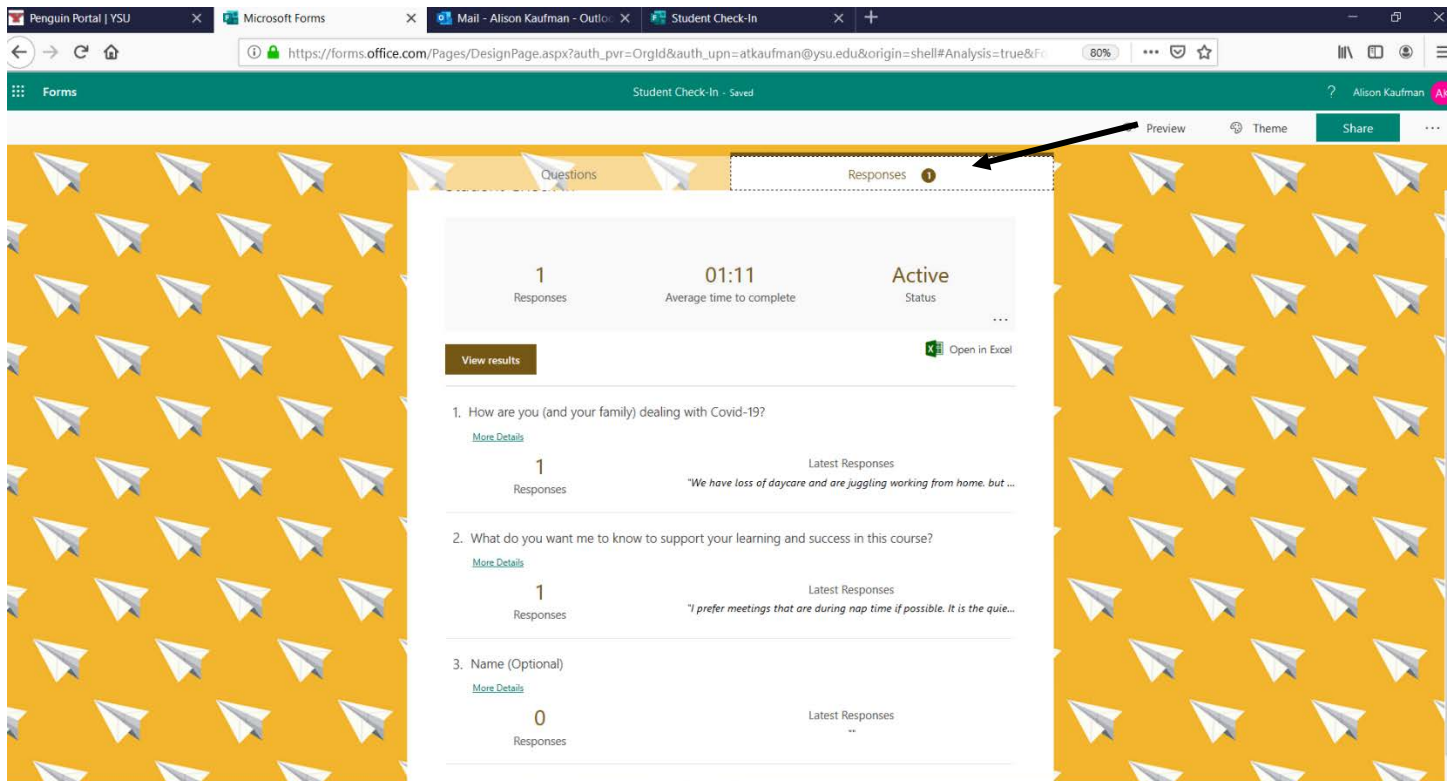 Penguin Portal | YSU
Microsoft Forms
Mail - Alison Kaufman - Outloo
Student Check-In
https://forms.office.com/Pages/DesignPage.aspx?auth_pvr=OrgId&auth_upn=atkaufman@ysu.edu&origin=shell#Analysis=true&F
80%
Forms
Student Check-In - Saved
? Alison Kaufman
Preview
Theme
Share
Questions
Responses 1
1
Responses
01:11
Average time to complete
Active
Status
View results
Open in Excel
1. How are you (and your family) dealing with Covid-19?
More Details
1
Responses
Latest Responses
"We have loss of daycare and are juggling working from home. but ...
2. What do you want me to know to support your learning and success in this course?
More Details
1
Responses
Latest Responses
"I prefer meetings that are during nap time if possible. It is the quie...
3. Name (Optional)
More Details
0
Responses
Latest Responses
""